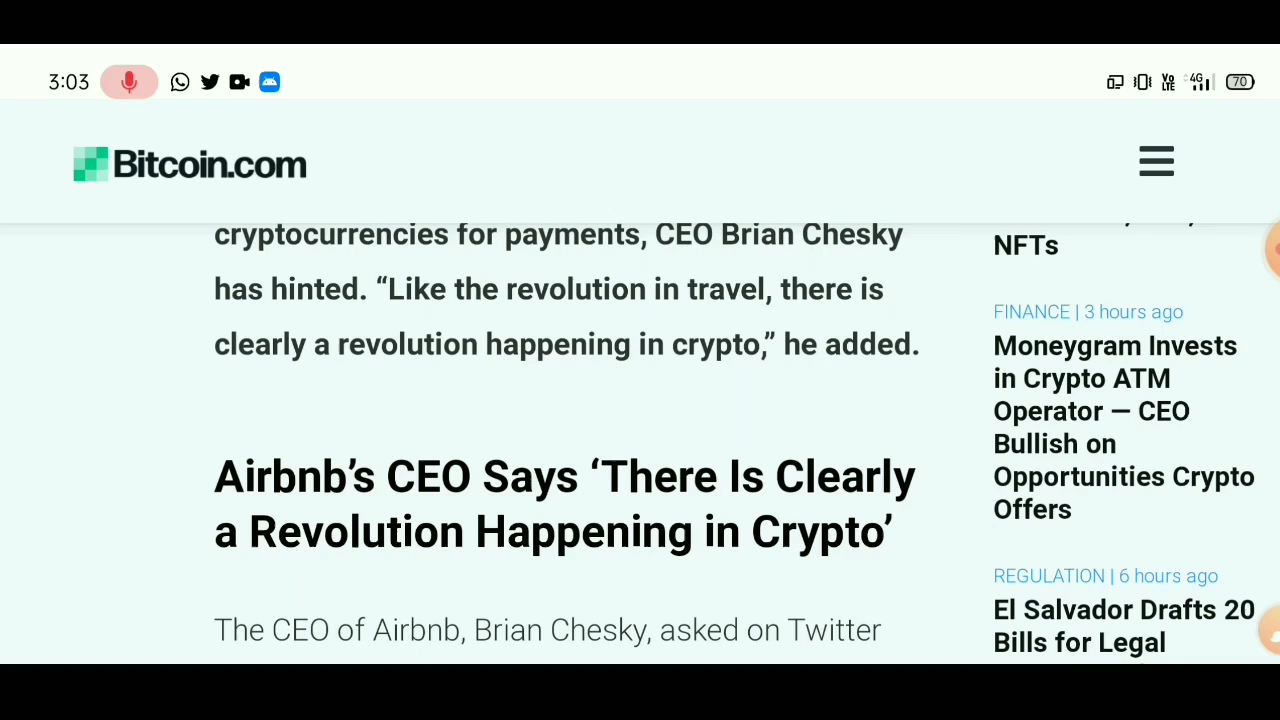 3:03
Vo
LTE
4G
70
Bitcoin.com
cryptocurrencies for payments, CEO Brian Chesky
has hinted. “Like the revolution in travel, there is
clearly a revolution happening in crypto,” he added.
Airbnb’s CEO Says ‘There Is Clearly
a Revolution Happening in Crypto’
The CEO of Airbnb, Brian Chesky, asked on Twitter
NFTs
FINANCE | 3 hours ago
Moneygram Invests
in Crypto ATM
Operator — CEO
Bullish on
Opportunities Crypto
Offers
REGULATION | 6 hours ago
El Salvador Drafts 20
Bills for Legal